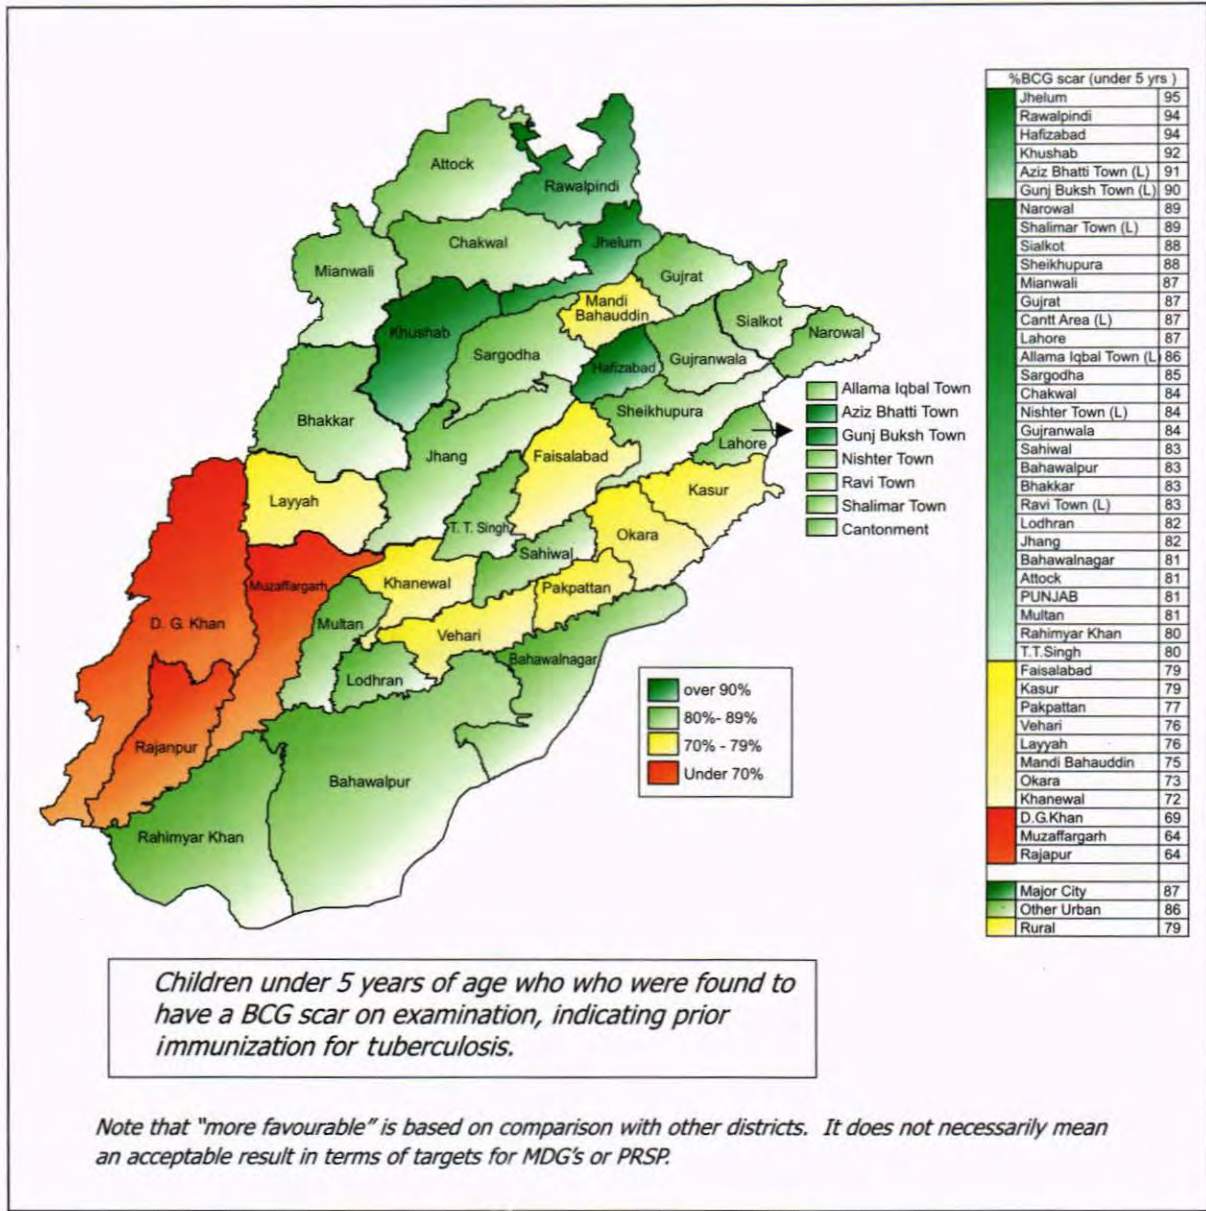 %BCG scar (under 5 yrs )
Jhelum 95
Rawalpindi 94
Hafizabad 94
Khushab 92
Aziz Bhatti Town (L) 91
Gunj Buksh Town (L) 90
Narowal 89
Shalimar Town (L) 89
Sialkot 88
Sheikhupura 88
Mianwali 87
Gujrat 87
Cantt Area (L) 87
Lahore 87
Allama Iqbal Town (L 86
Sargodha 85
Chakwal 84
Nishter Town (L) 84
Gujranwala 84
Sahiwal 83
Bahawalpur 83
Bhakkar 83
Ravi Town (L) 83
Lodhran 82
Jhang 82
Bahawalnagar 81
Attock 81
PUNJAB 81
Multan 81
Rahimyar Khan 80
T.T.Singh 80
Faisalabad 79
Kasur 79
Pakpattan 77
Vehari 76
Layyah 76
Mandi Bahauddin 75
Okara 73
Khanewal 72
D.G.Khan 69
Muzaffargarh 64
Rajapur 64
Major City 87
Other Urban 86
Rural 79
Attock
Rawalpindi
Chakwal
Jhelum
Mianwali
Gujrat
Mandi
Bahauddin
Khushab
Sialkot
Narowal
Sargodha
Hafizabad
Gujranwala
Bhakkar
Sheikhupura
Lahore
Jhang
Faisalabad
Kasur
Layyah
T. T. Singh
Okara
Sahiwal
Muzaffargarh
Khanewal
Pakpattan
D. G. Khan
Multan
Vehari
Bahawalnagar
Lodhran
Rajanpur
Bahawalpur
Rahimyar Khan
Allama Iqbal Town
Aziz Bhatti Town
Gunj Buksh Town
Nishter Town
Ravi Town
Shalimar Town
Cantonment
over 90%
80%- 89%
70% - 79%
Under 70%
Children under 5 years of age who who were found to
have a BCG scar on examination, indicating prior
immunization for tuberculosis.
Note that "more favourable" is based on comparison with other districts. It does not necessarily mean
an acceptable result in terms of targets for MDG's or PRSP.